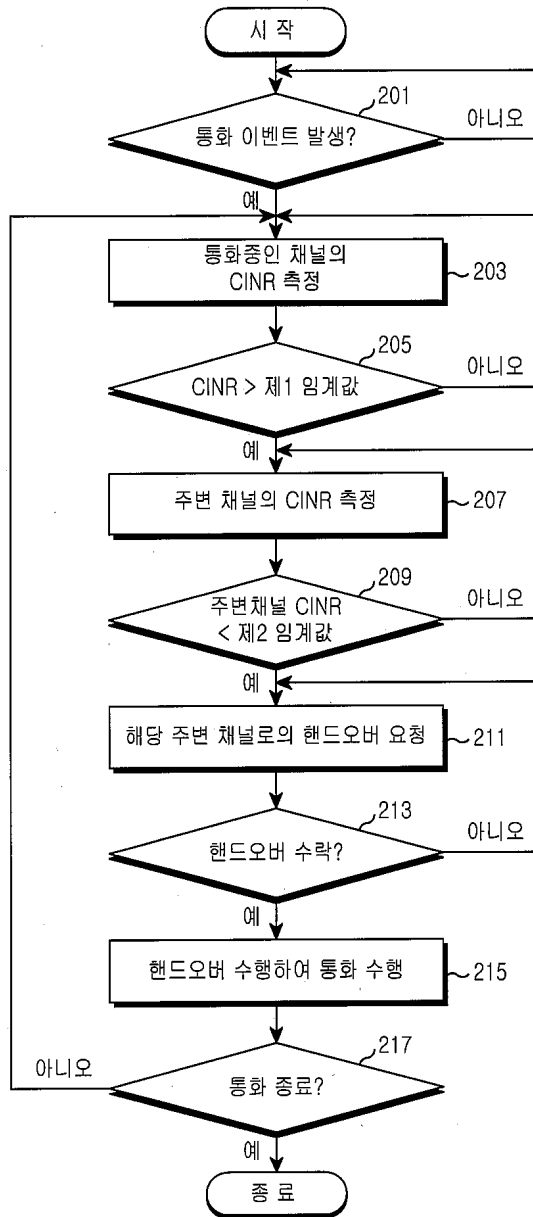 시 작
201
통화 이벤트 발생?
아니오
예
통화중인 채널의
CINR 측정
203
205
CINR > 제1 임계값
아니오
예
주변 채널의 CINR 측정
207
209
주변채널 CINR
< 제2 임계값
아니오
예
해당 주변 채널로의 핸드오버 요청
211
213
핸드오버 수락?
아니오
예
핸드오버 수행하여 통화 수행
215
217
통화 종료?
아니오
예
종 료